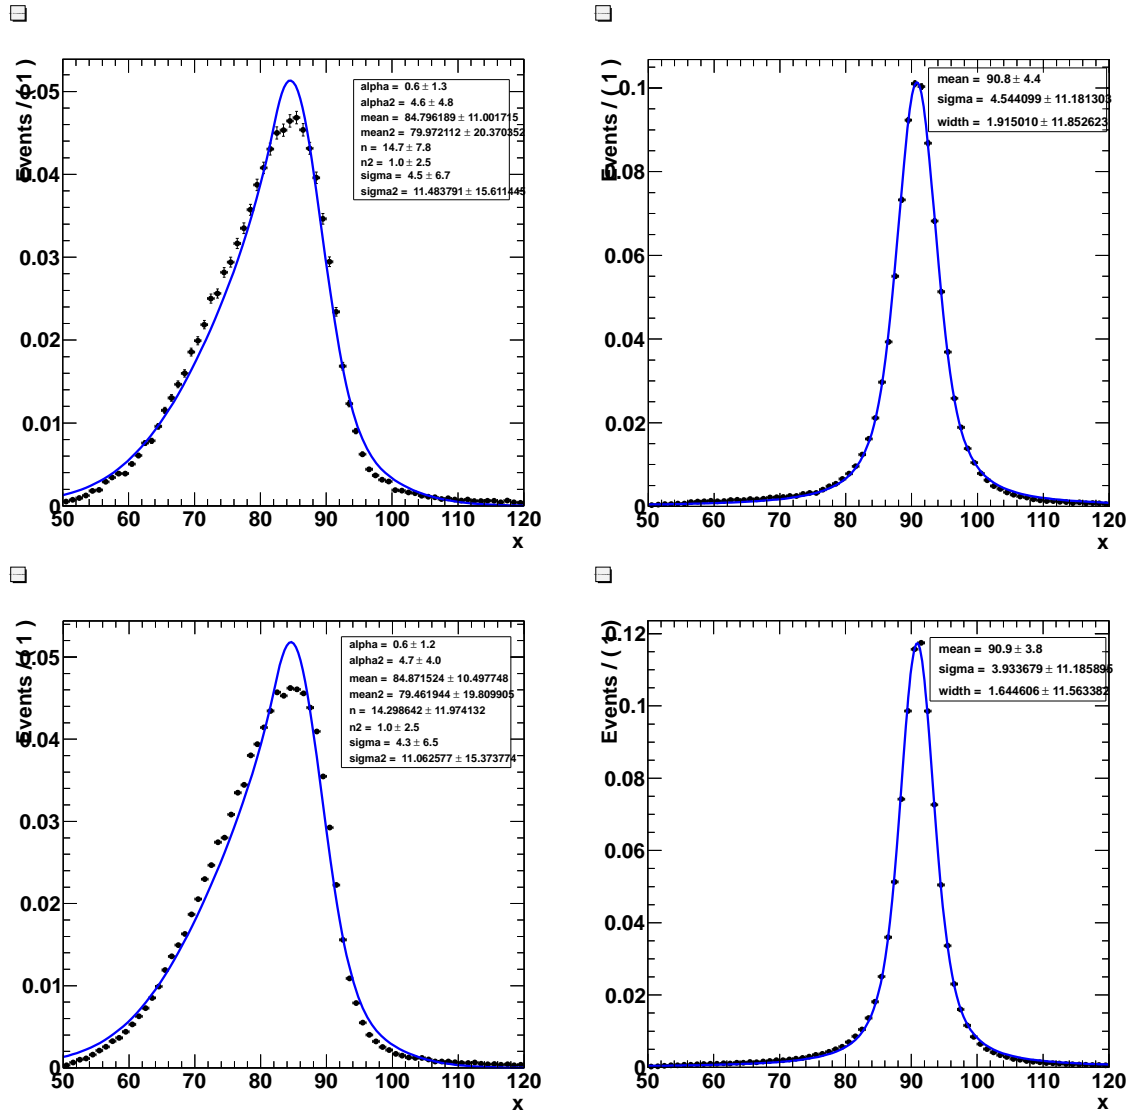 Events / ( 1 )
0.05
0.04
0.03
0.02
0.01
0
50 60 70 80 90 100 110 120
x
alpha = 0.6 ± 1.3
alpha2 = 4.6 ± 4.8
mean = 84.796189 ± 11.001715
mean2 = 79.972112 ± 20.370352
n = 14.7 ± 7.8
n2 = 1.0 ± 2.5
sigma = 4.5 ± 6.7
sigma2 = 11.483791 ± 15.611445
Events / ( 1 )
0.1
0.08
0.06
0.04
0.02
0
50 60 70 80 90 100 110 120
x
mean = 90.8 ± 4.4
sigma = 4.544099 ± 11.181303
width = 1.915010 ± 11.852623
Events / ( 1 )
0.05
0.04
0.03
0.02
0.01
0
50 60 70 80 90 100 110 120
x
alpha = 0.6 ± 1.2
alpha2 = 4.7 ± 4.0
mean = 84.871524 ± 10.497748
mean2 = 79.461944 ± 19.809905
n = 14.298642 ± 11.974132
n2 = 1.0 ± 2.5
sigma = 4.3 ± 6.5
sigma2 = 11.062577 ± 15.373774
Events / ( 1 )
0.12
0.1
0.08
0.06
0.04
0.02
0
50 60 70 80 90 100 110 120
x
mean = 90.9 ± 3.8
sigma = 3.933679 ± 11.185895
width = 1.644606 ± 11.563382